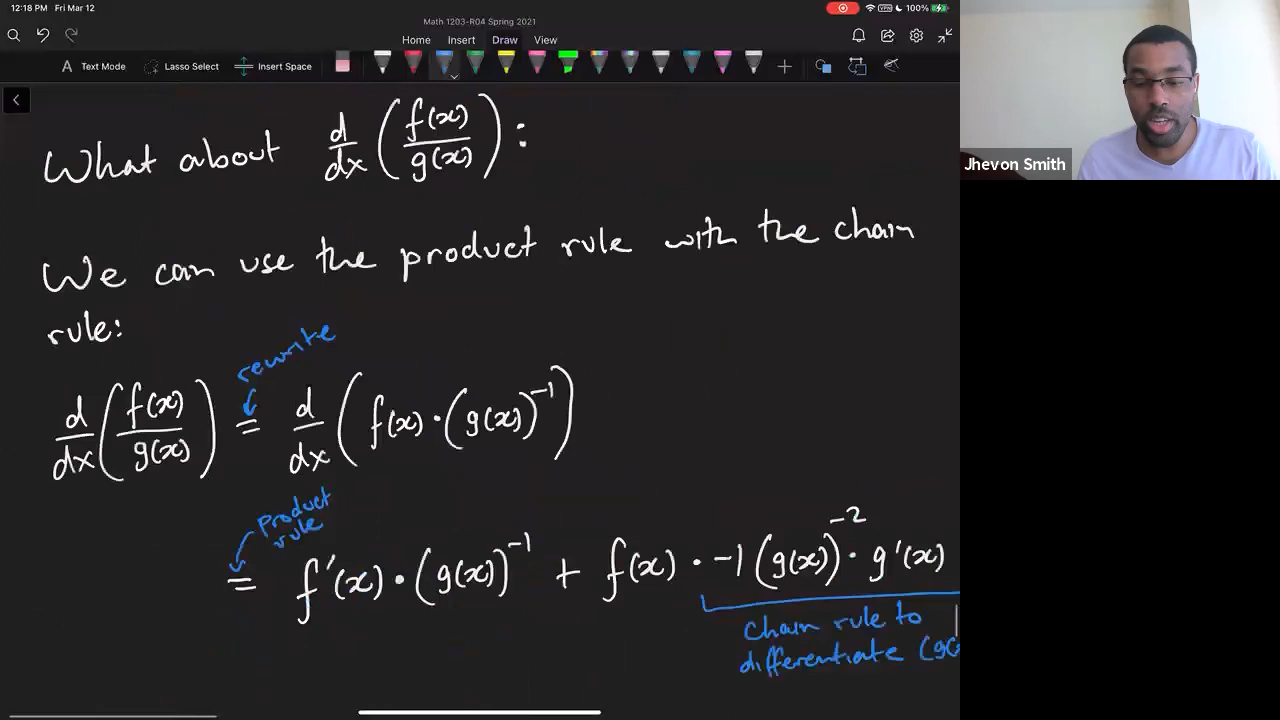 12:18 PM Fri Mar 12
100%
Math 1203-R04 Spring 2021
Home Insert Draw View
Text Mode Lasso Select Insert Space
What about d/dx (f(x)/g(x)):
We can use the product rule with the chain
rule:
rewrite
d/dx (f(x)/g(x)) = d/dx (f(x)·(g(x))⁻¹)
Product
rule
= f'(x)·(g(x))⁻¹ + f(x)·-1(g(x))⁻²·g'(x)
Chain rule to
differentiate (g(
Jhevon Smith